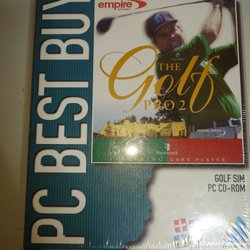 PC BEST BUY
empire
THE
Golf
PRO 2
GARY PLAYER
GOLF SIM
PC CD-ROM